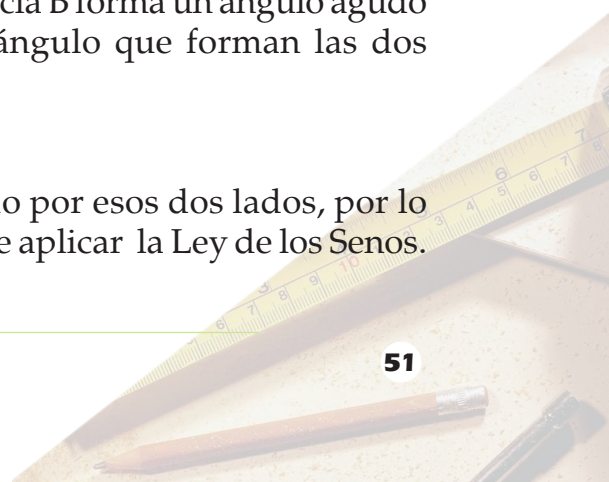 cia B forma un ángulo agudo
ángulo que forman las dos
o por esos dos lados, por lo
e aplicar la Ley de los Senos.
51